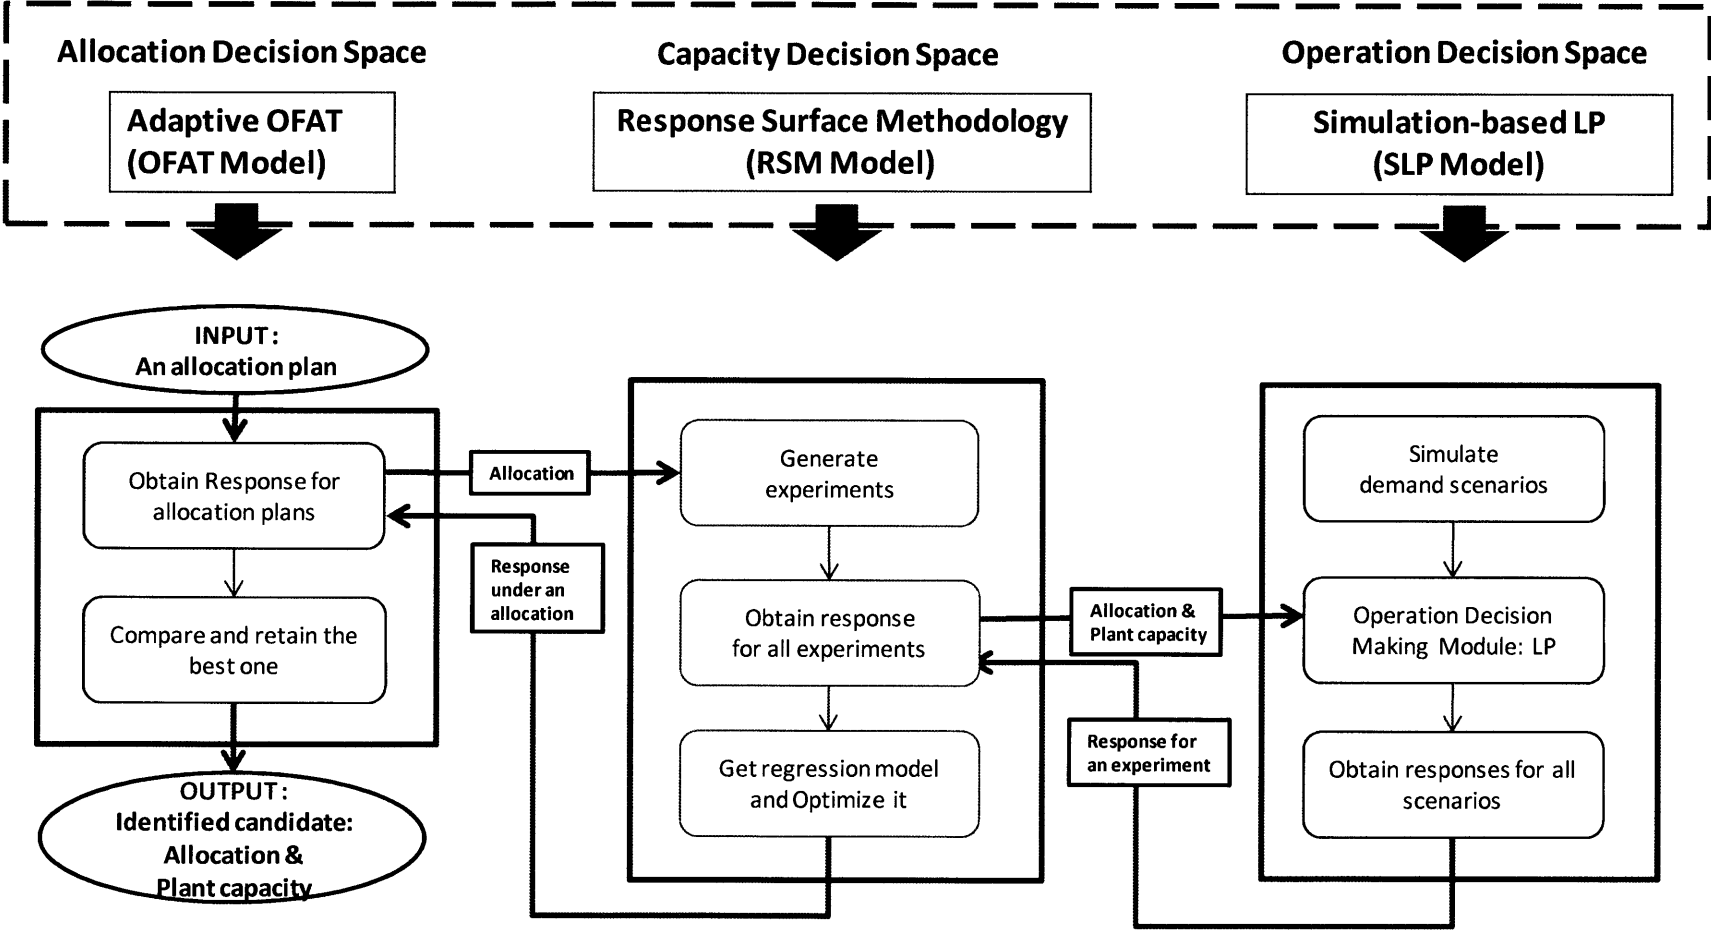 Allocation Decision Space
Adaptive OFAT
(OFAT Model)
Capacity Decision Space
Response Surface Methodology
(RSM Model)
Operation Decision Space
Simulation-based LP
(SLP Model)
INPUT :
An allocation plan
Obtain Response for
allocation plans
Compare and retain the
best one
OUTPUT :
Identified candidate:
Allocation &
Plant capacity
Allocation
Response
under an
allocation
Generate
experiments
Obtain response
for all experiments
Get regression model
and Optimize it
Allocation &
Plant capacity
Response for
an experiment
Simulate
demand scenarios
Operation Decision
Making Module: LP
Obtain responses for all
scenarios